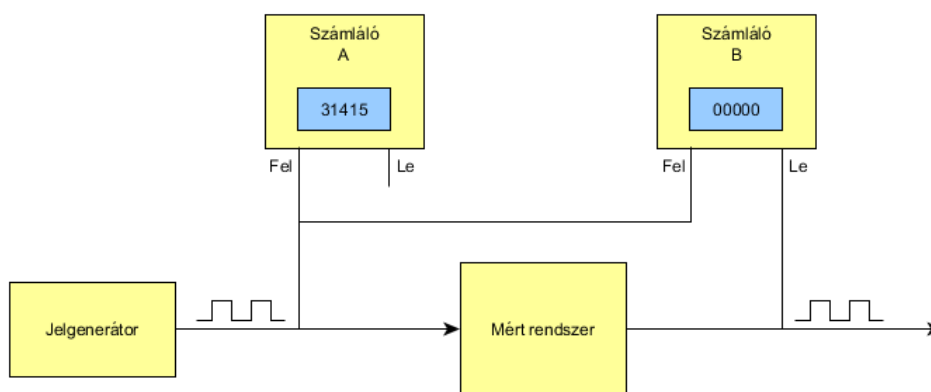 Számláló
A
31415
Fel
Le
Számláló
B
00000
Fel
Le
Jelgenerátor
Mért rendszer